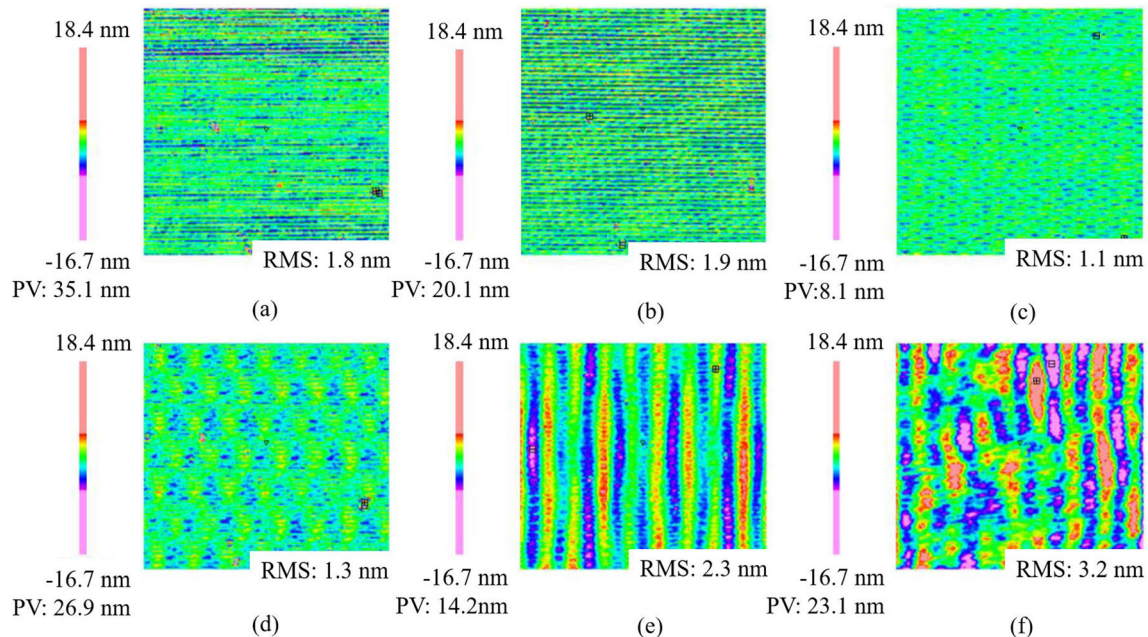 18.4 nm
-16.7 nm
PV: 35.1 nm
RMS: 1.8 nm
(a)
18.4 nm
-16.7 nm
PV: 20.1 nm
RMS: 1.9 nm
(b)
18.4 nm
-16.7 nm
PV:8.1 nm
RMS: 1.1 nm
(c)
18.4 nm
-16.7 nm
PV: 26.9 nm
RMS: 1.3 nm
(d)
18.4 nm
-16.7 nm
PV: 14.2nm
RMS: 2.3 nm
(e)
18.4 nm
-16.7 nm
PV: 23.1 nm
RMS: 3.2 nm
(f)